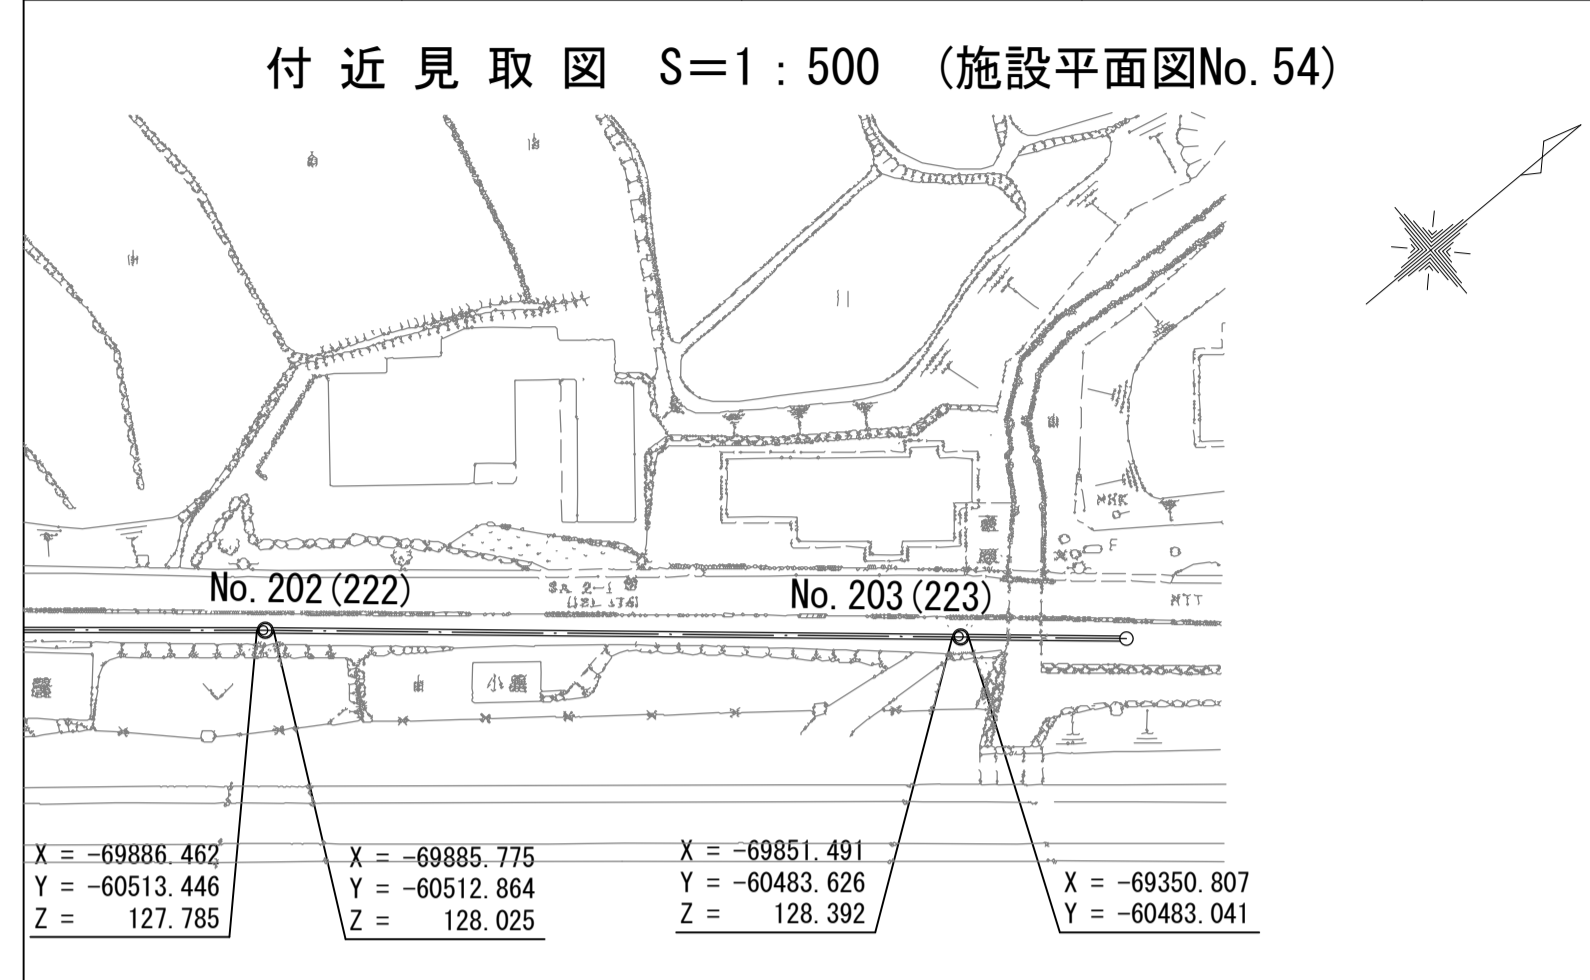 付近見取図 S=1:500 (施設平面図No.54)
NHK
No.202(222)
No.203(223)
NTT
小屋
X = -69886.462
Y = -60513.446
Z = 127.785
X = -69885.775
Y = -60512.864
Z = 128.025
X = -69851.491
Y = -60483.626
Z = 128.392
X = -69350.807
Y = -60483.041